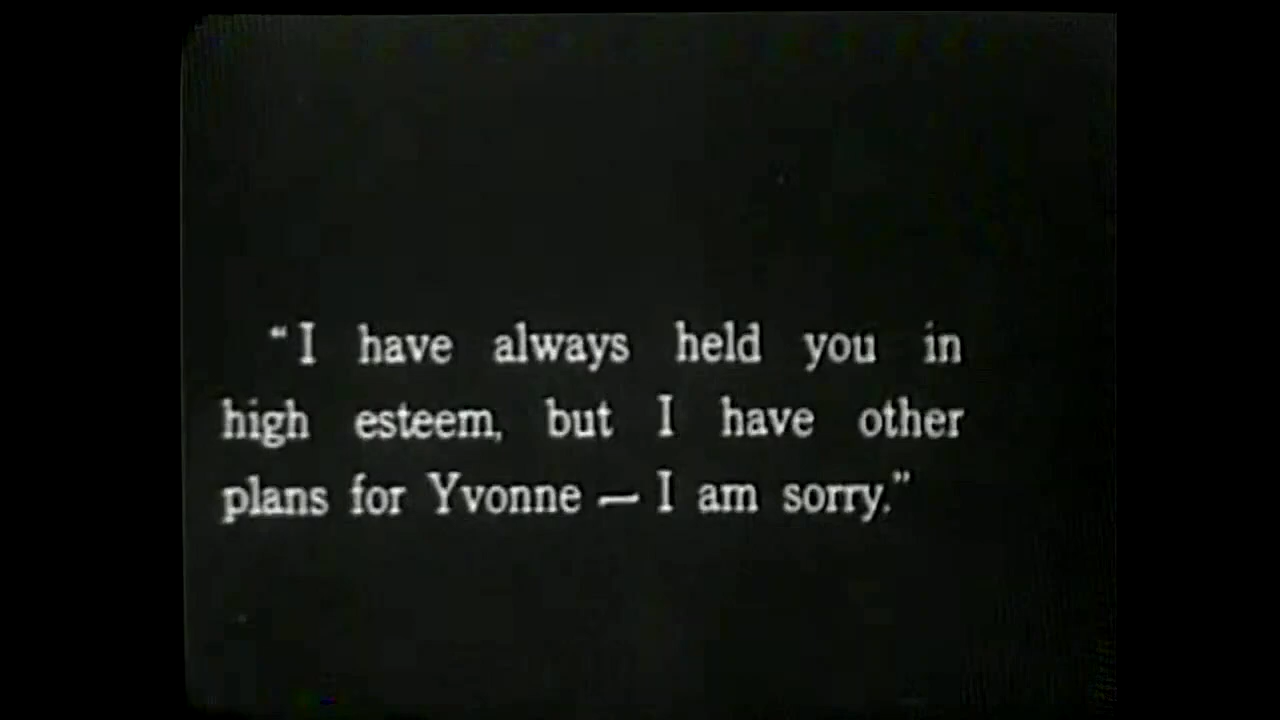 “I have always held you in
high esteem, but I have other
plans for Yvonne — I am sorry.”